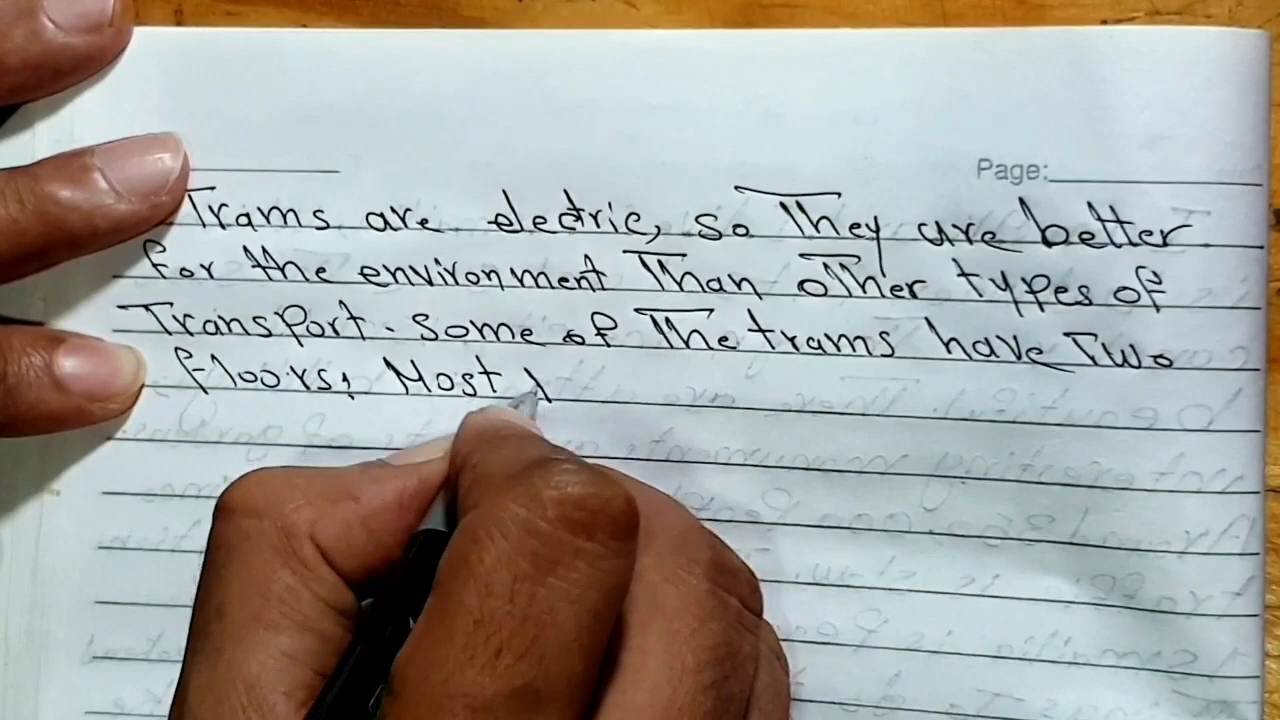 Page:
Trams are electric, so They are better
for the environment Than oTher types of
TransPort. some of The trams have Two
floors, Most